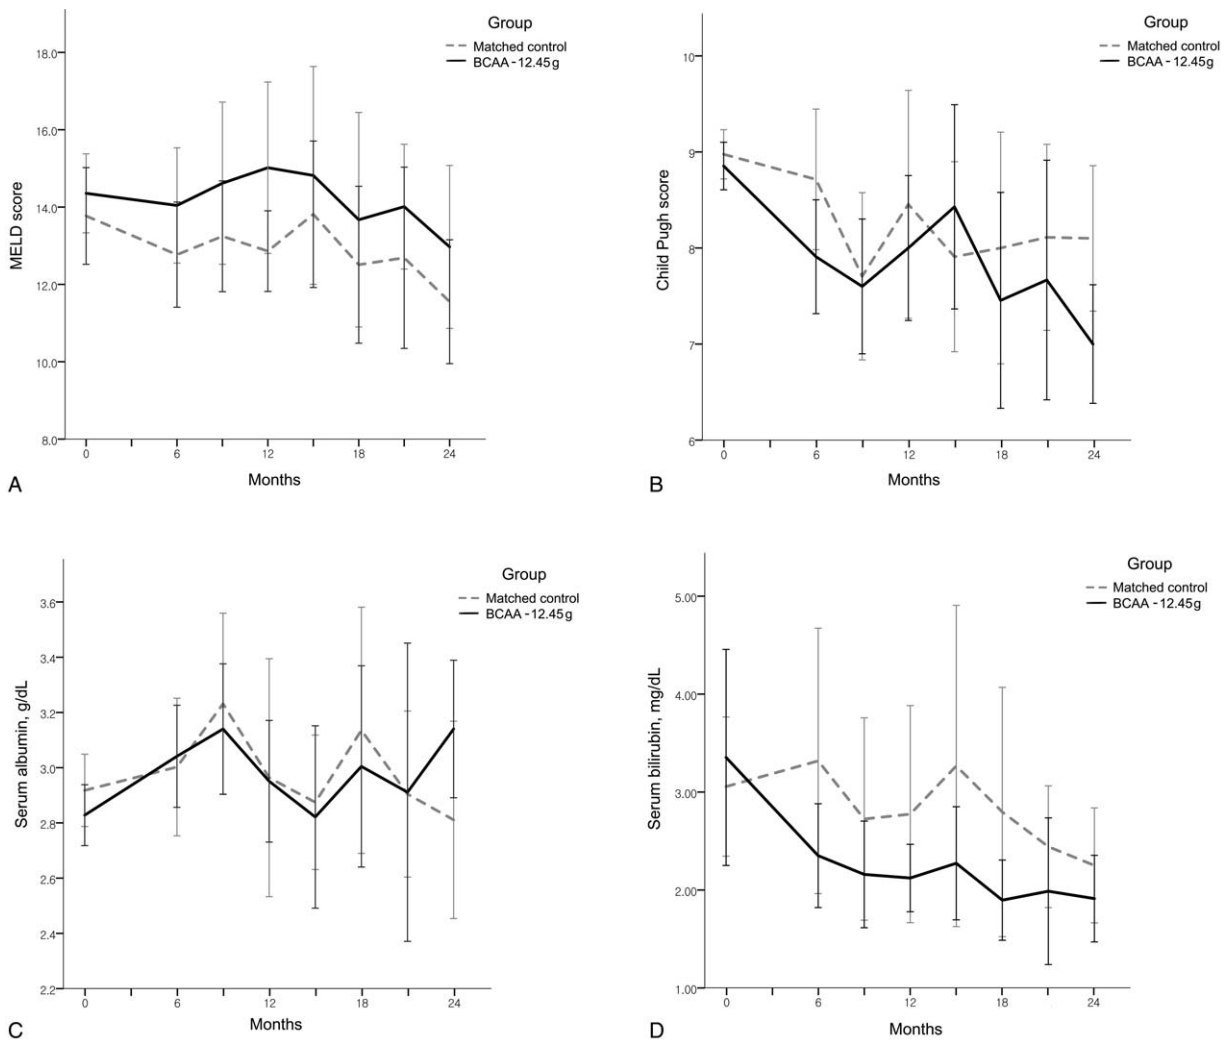 Group
Matched control
BCAA - 12.45 g
18.0
16.0
14.0
12.0
10.0
8.0
MELD score
0 6 12 18 24
Months
A
Group
Matched control
BCAA - 12.45 g
10
9
8
7
6
Child Pugh score
0 6 12 18 24
Months
B
Group
Matched control
BCAA - 12.45 g
3.6
3.4
3.2
3.0
2.8
2.6
2.4
2.2
Serum albumin, g/dL
0 6 12 18 24
Months
C
Group
Matched control
BCAA - 12.45 g
5.00
4.00
3.00
2.00
1.00
Serum bilirubin, mg/dL
0 6 12 18 24
Months
D